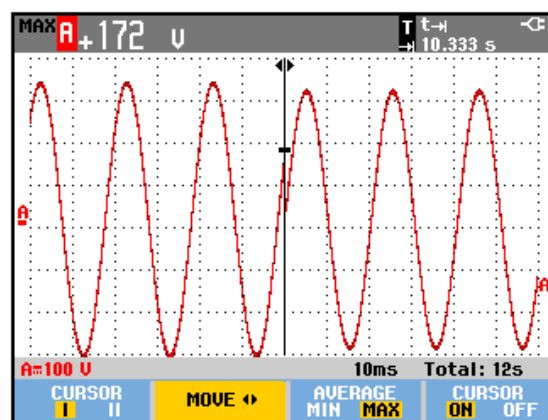 MAX A +172 V T t→
10.333 s
A
A
A=100 V 10ms Total: 12s
CURSOR I II
MOVE
AVERAGE MIN MAX
CURSOR ON OFF